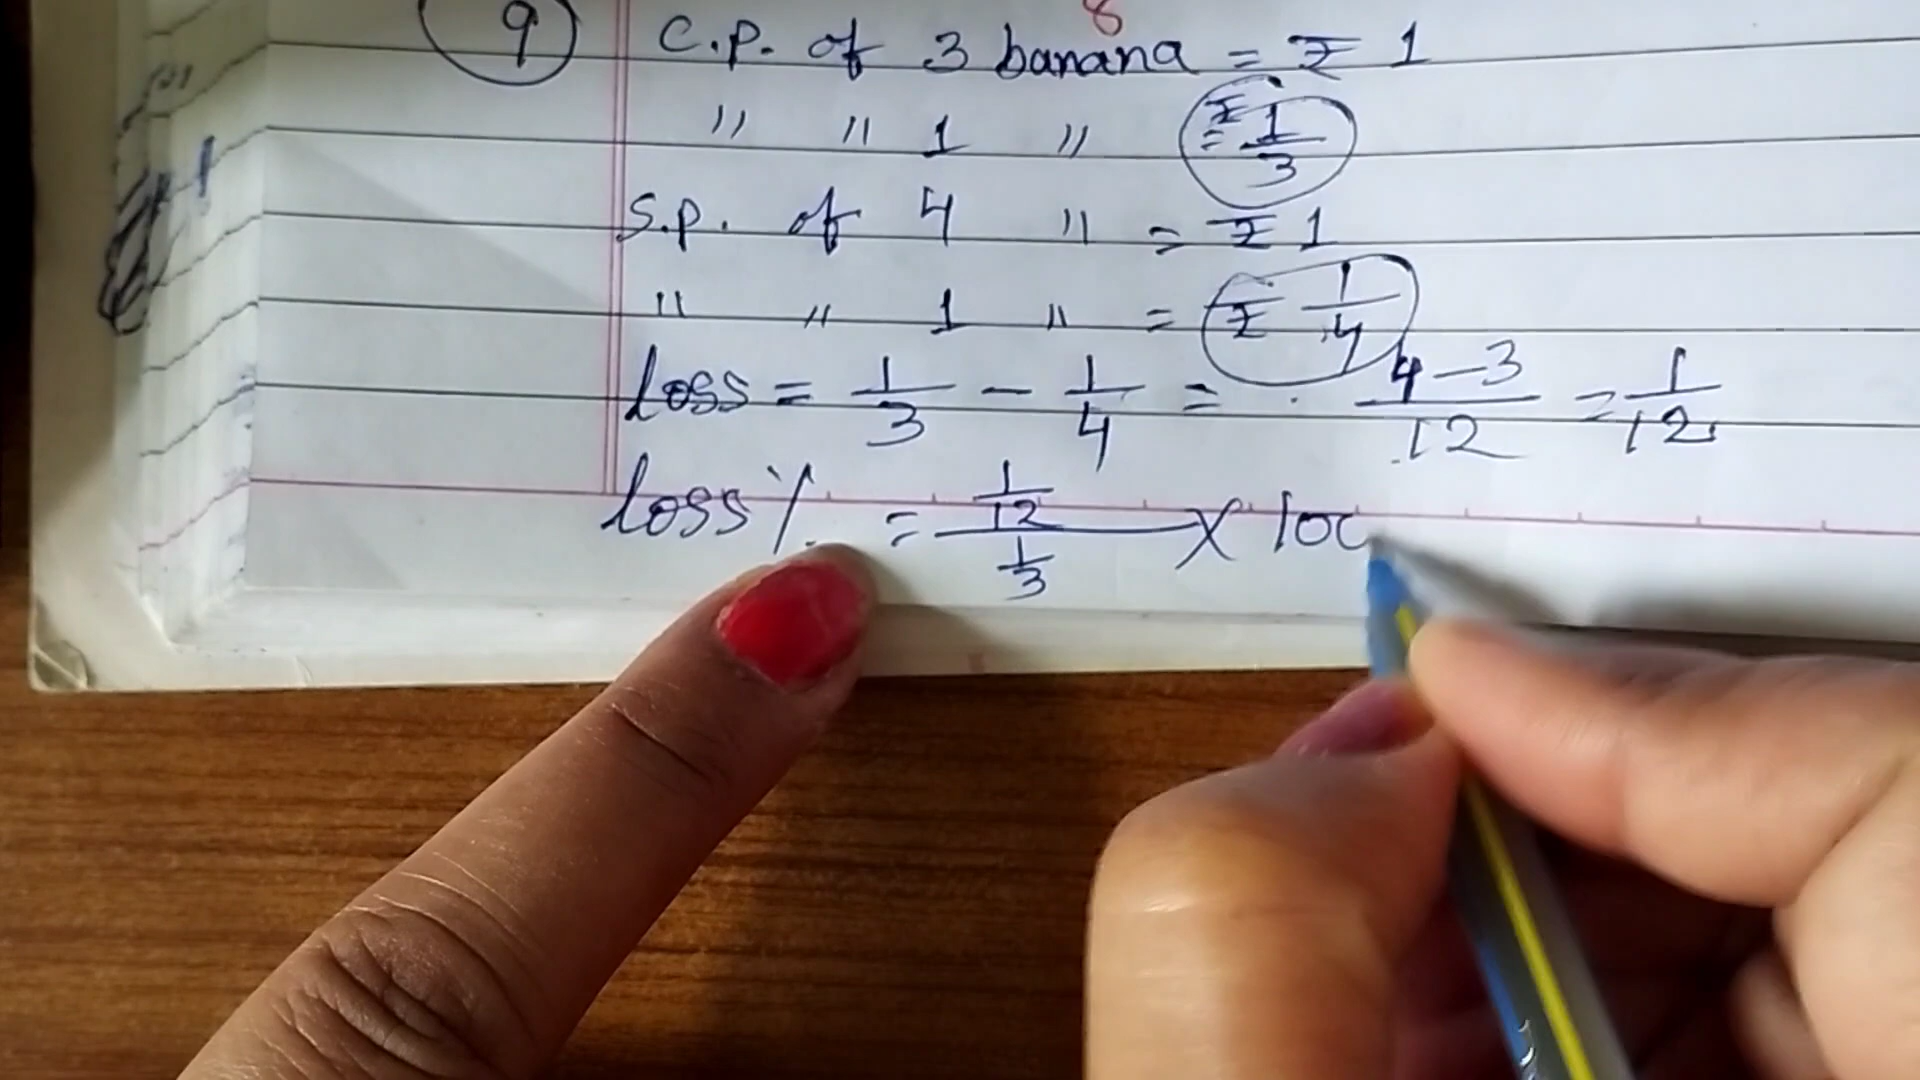 8
9 C.P. of 3 banana = ₹ 1
" " 1 " = ₹ 1/3
S.P. of 4 " = ₹ 1
" " 1 " = ₹ 1/4
loss = 1/3 - 1/4 = 4-3/12 = 1/12
loss % = 1/12 / 1/3 X 100